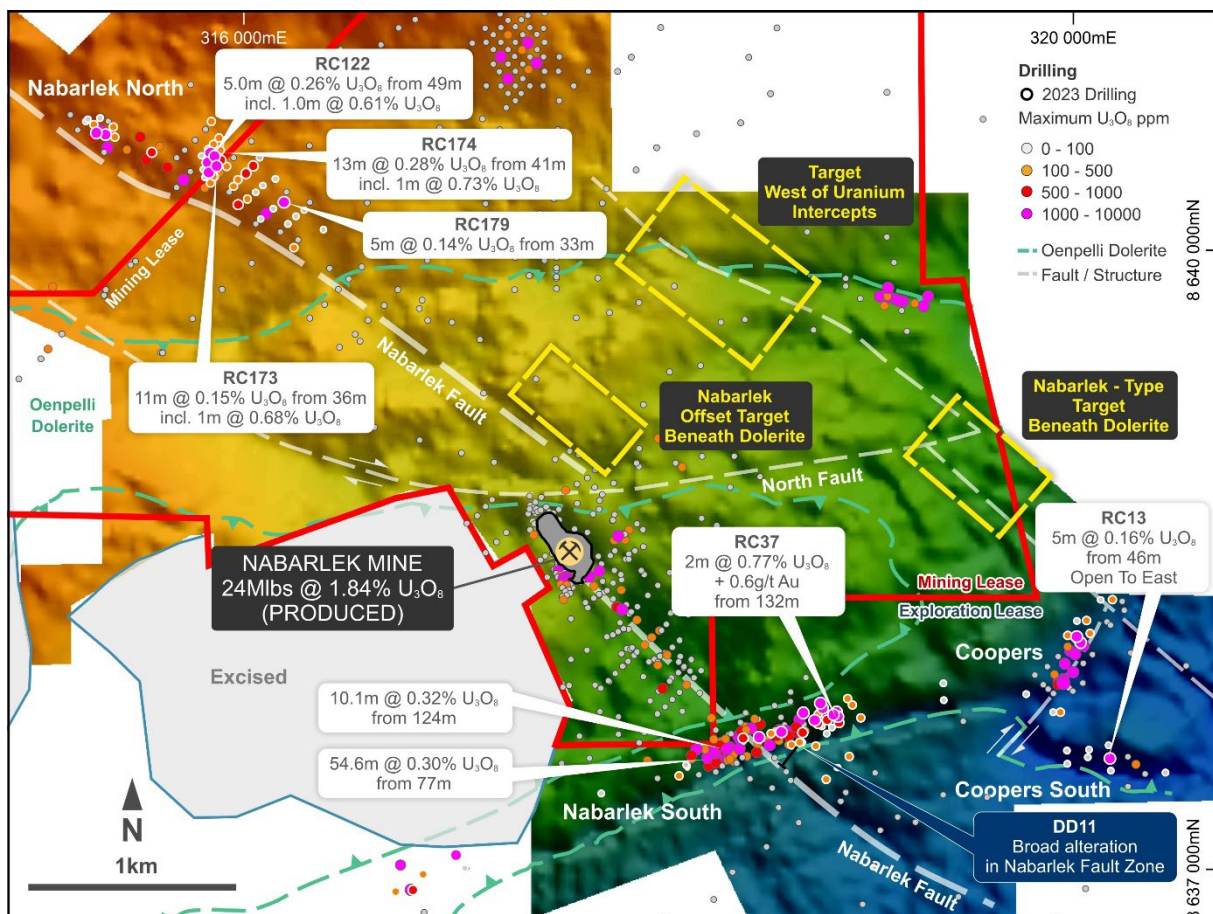 316 000mE
320 000mE
8 640 000mN
8 637 000mN
Drilling
2023 Drilling
Maximum U₃O₈ ppm
0 - 100
100 - 500
500 - 1000
1000 - 10000
Oenpelli Dolerite
Fault / Structure
Nabarlek North
RC122
5.0m @ 0.26% U₃O₈ from 49m
incl. 1.0m @ 0.61% U₃O₈
RC174
13m @ 0.28% U₃O₈ from 41m
incl. 1m @ 0.73% U₃O₈
RC179
5m @ 0.14% U₃O₈ from 33m
Mining Lease
Target
West of Uranium
Intercepts
RC173
11m @ 0.15% U₃O₈ from 36m
incl. 1m @ 0.68% U₃O₈
Nabarlek Fault
Oenpelli
Dolerite
Nabarlek
Offset Target
Beneath Dolerite
Nabarlek - Type
Target
Beneath Dolerite
North Fault
NABARLEK MINE
24Mlbs @ 1.84% U₃O₈
(PRODUCED)
RC37
2m @ 0.77% U₃O₈
+ 0.6g/t Au
from 132m
RC13
5m @ 0.16% U₃O₈
from 46m
Open To East
Mining Lease
Exploration Lease
Coopers
Excised
10.1m @ 0.32% U₃O₈
from 124m
54.6m @ 0.30% U₃O₈
from 77m
Nabarlek South
Coopers South
DD11
Broad alteration
in Nabarlek Fault Zone
Nabarlek Fault
N
1km